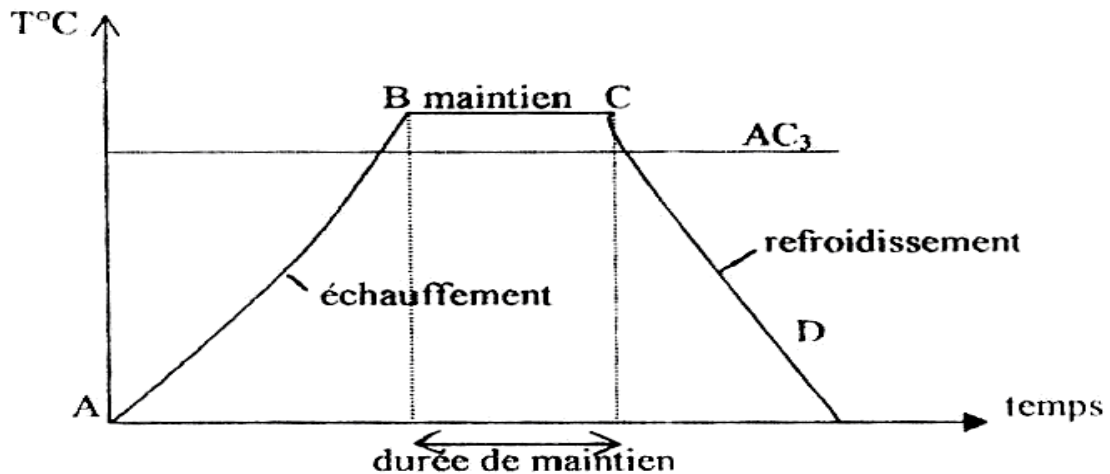 T°C
B maintien C
AC₃
refroidissement
échauffement
D
A
temps
durée de maintien